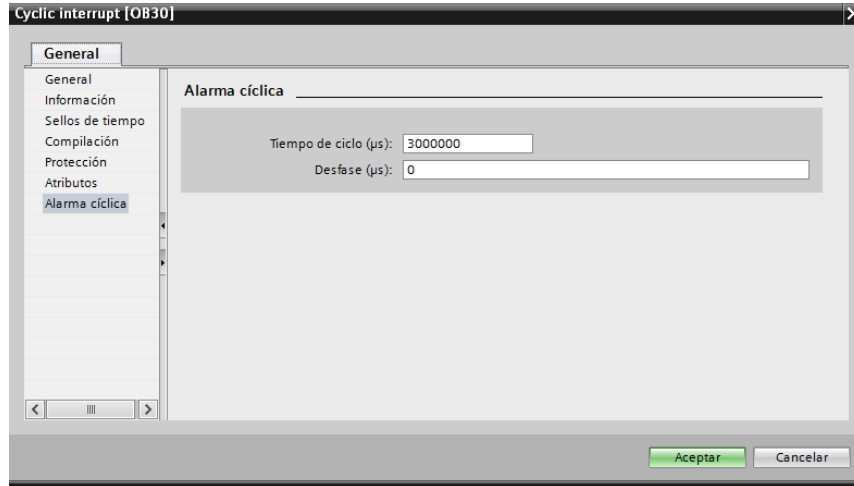 Cyclic interrupt [OB30]
General
General
Información
Sellos de tiempo
Compilación
Protección
Atributos
Alarma cíclica
Alarma cíclica
Tiempo de ciclo (µs): 3000000
Desfase (µs): 0
Aceptar Cancelar